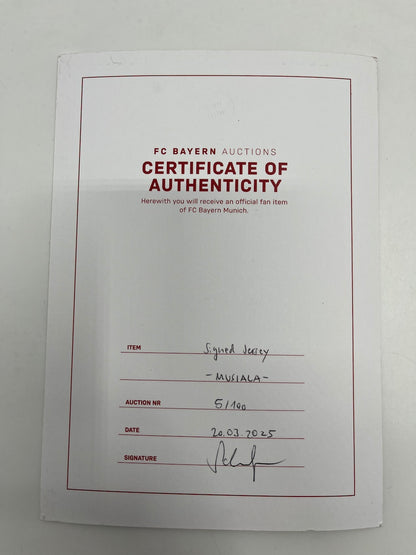 FC BAYERN AUCTIONS
CERTIFICATE OF
AUTHENTICITY
Herewith you will receive an official fan item
of FC Bayern Munich.
ITEM Signed Jersey
- MUSIALA -
AUCTION NR 5/100
DATE 20.03.2025
SIGNATURE